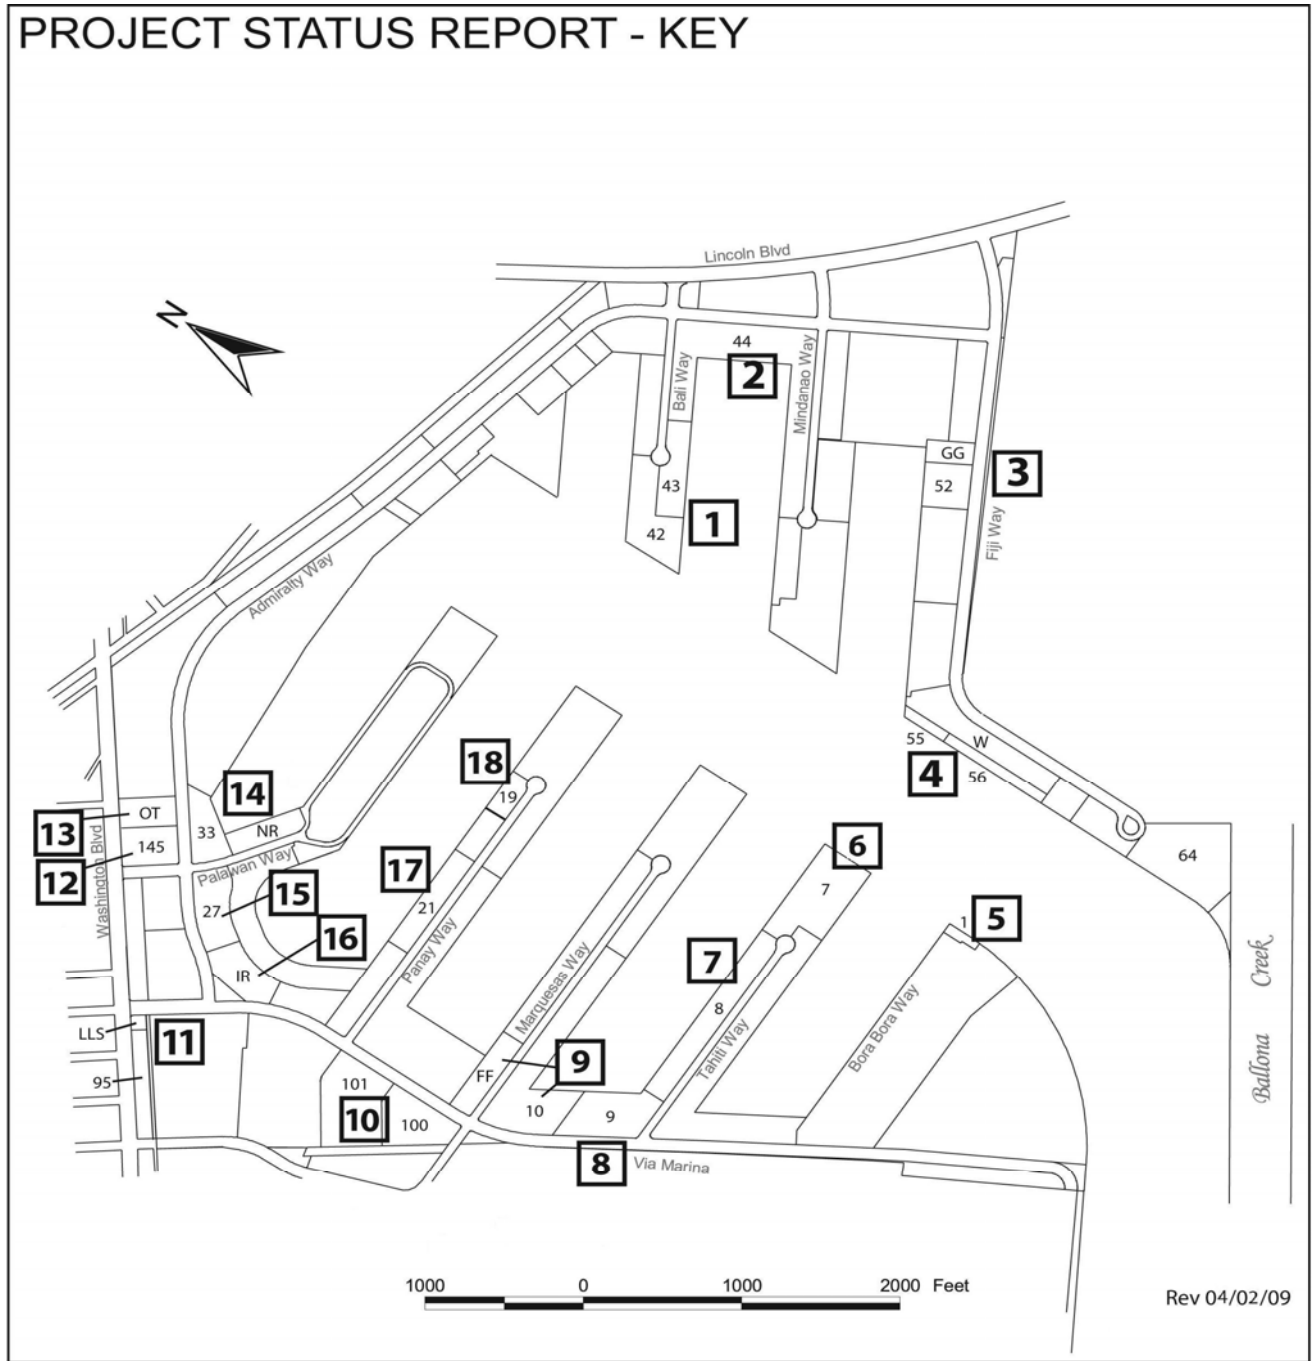 PROJECT STATUS REPORT - KEY
Lincoln Blvd
N
44
2
Bali Way
Mindanao Way
GG
3
52
43
1
42
Fiji Way
Admiralty Way
55
W
4
56
18
19
14
OT
13
33
NR
145
12
Washington Blvd
Palawan Way
64
6
7
17
15
27
21
5
1
16
IR
Panay Way
7
8
Marquesas Way
Tahiti Way
Bora Bora Way
Ballona Creek
LLS
11
9
FF
95
101
10
100
10
9
8
Via Marina
1000 0 1000 2000 Feet
Rev 04/02/09